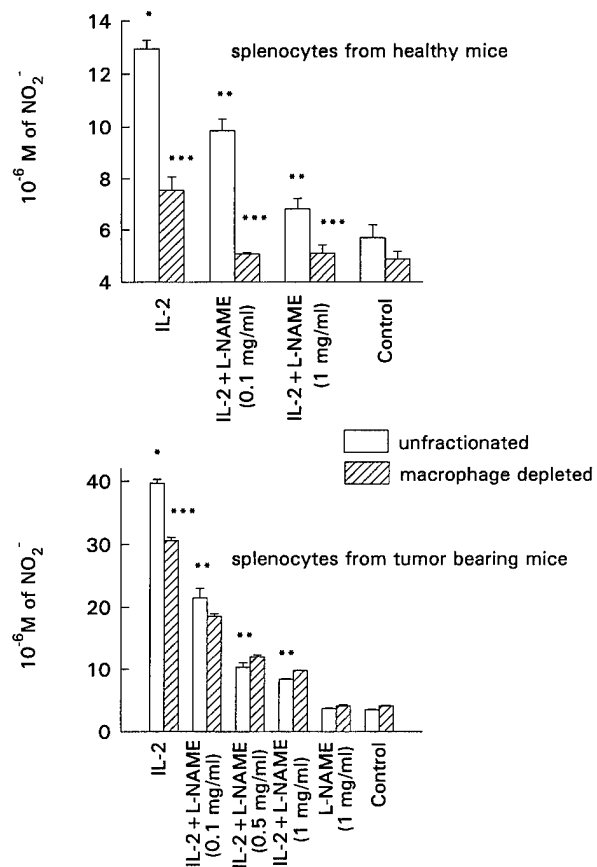 14
12
10
8
6
4
10⁻⁶ M of NO₂⁻
*
***
**
***
**
***
splenocytes from healthy mice
IL-2
IL-2 + L-NAME
(0.1 mg/ml)
IL-2 + L-NAME
(1 mg/ml)
Control
unfractionated
macrophage depleted
40
30
20
10
0
10⁻⁶M of NO₂⁻
*
***
**
**
**
splenocytes from tumor bearing mice
IL-2
IL-2 + L-NAME
(0.1 mg/ml)
IL-2 + L-NAME
(0.5 mg/ml)
IL-2 + L-NAME
(1 mg/ml)
L-NAME
(1 mg/ml)
Control